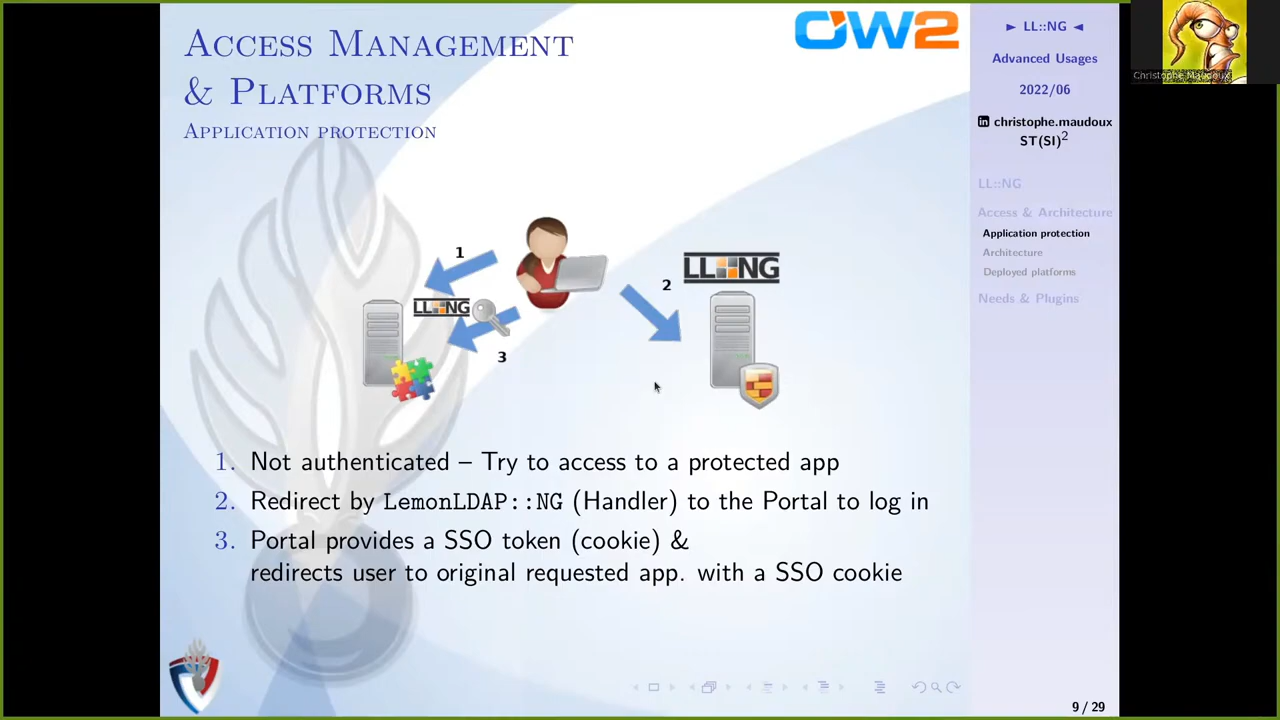 ACCESS MANAGEMENT
& PLATFORMS
APPLICATION PROTECTION
OW2
► LL::NG ◄
Advanced Usages
2022/06
in christophe.maudoux
ST(SI)2
LL::NG
Access & Architecture
Application protection
Architecture
Deployed platforms
Needs & Plugins
Christophe Maudoux
1
LL::NG
2
LL::NG
3
1. Not authenticated – Try to access to a protected app
2. Redirect by LemonLDAP::NG (Handler) to the Portal to log in
3. Portal provides a SSO token (cookie) &
redirects user to original requested app. with a SSO cookie
9 / 29